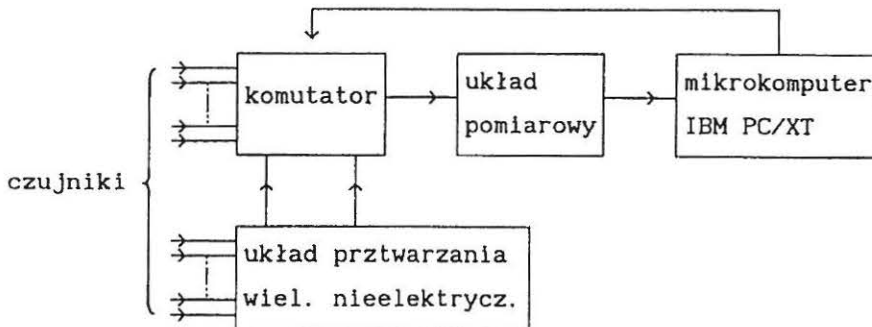 komutator
układ
pomiarowy
mikrokomputer
IBM PC/XT
czujniki
układ prztwarzania
wiel. nieelektrycz.